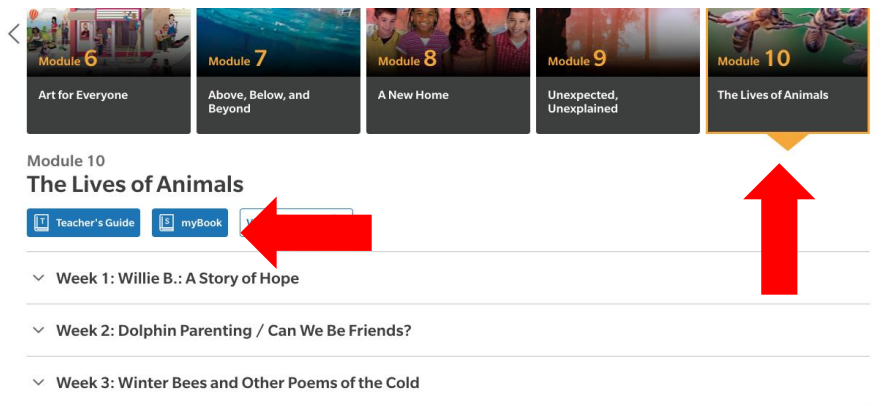 Module 6
Module 7
Module 8
Module 9
Module 10
Art for Everyone
Above, Below, and
Beyond
A New Home
Unexpected,
Unexplained
The Lives of Animals
Module 10
The Lives of Animals
T Teacher's Guide
S myBook
Week 1: Willie B.: A Story of Hope
Week 2: Dolphin Parenting / Can We Be Friends?
Week 3: Winter Bees and Other Poems of the Cold